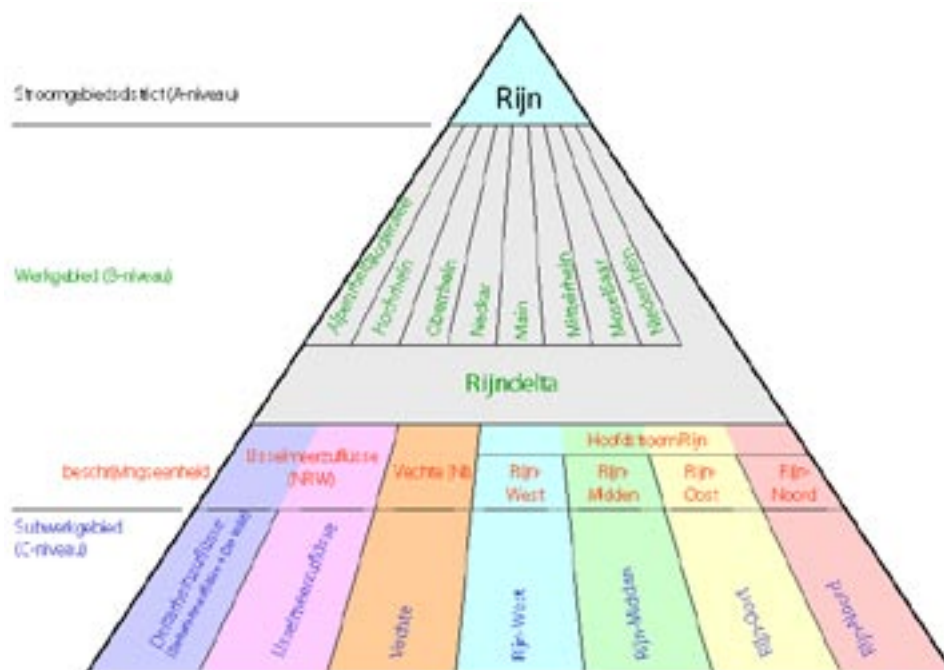 Rijn
Stroomgebiedsdistrict (A-niveau)
Werkgebied (B-niveau)
Hochrhein
Oberrhein
Neckar
Main
Mittelrhein
Mosel/Saar
Niederrhein
Rijndelta
Hoofdstroom Rijn
beschrijvingseenheid
IJsselmeerzuflüsse
(NRW)
Vechte (NI)
Rijn-
West
Rijn-
Midden
Rijn-
Oost
Rijn-
Noord
Subwerkgebied
(C-niveau)
Deltarheinzuflüsse
IJsselmeerzuflüsse
Vechte
Rijn-West
Rijn-Midden
Rijn-Oost
Rijn-Noord